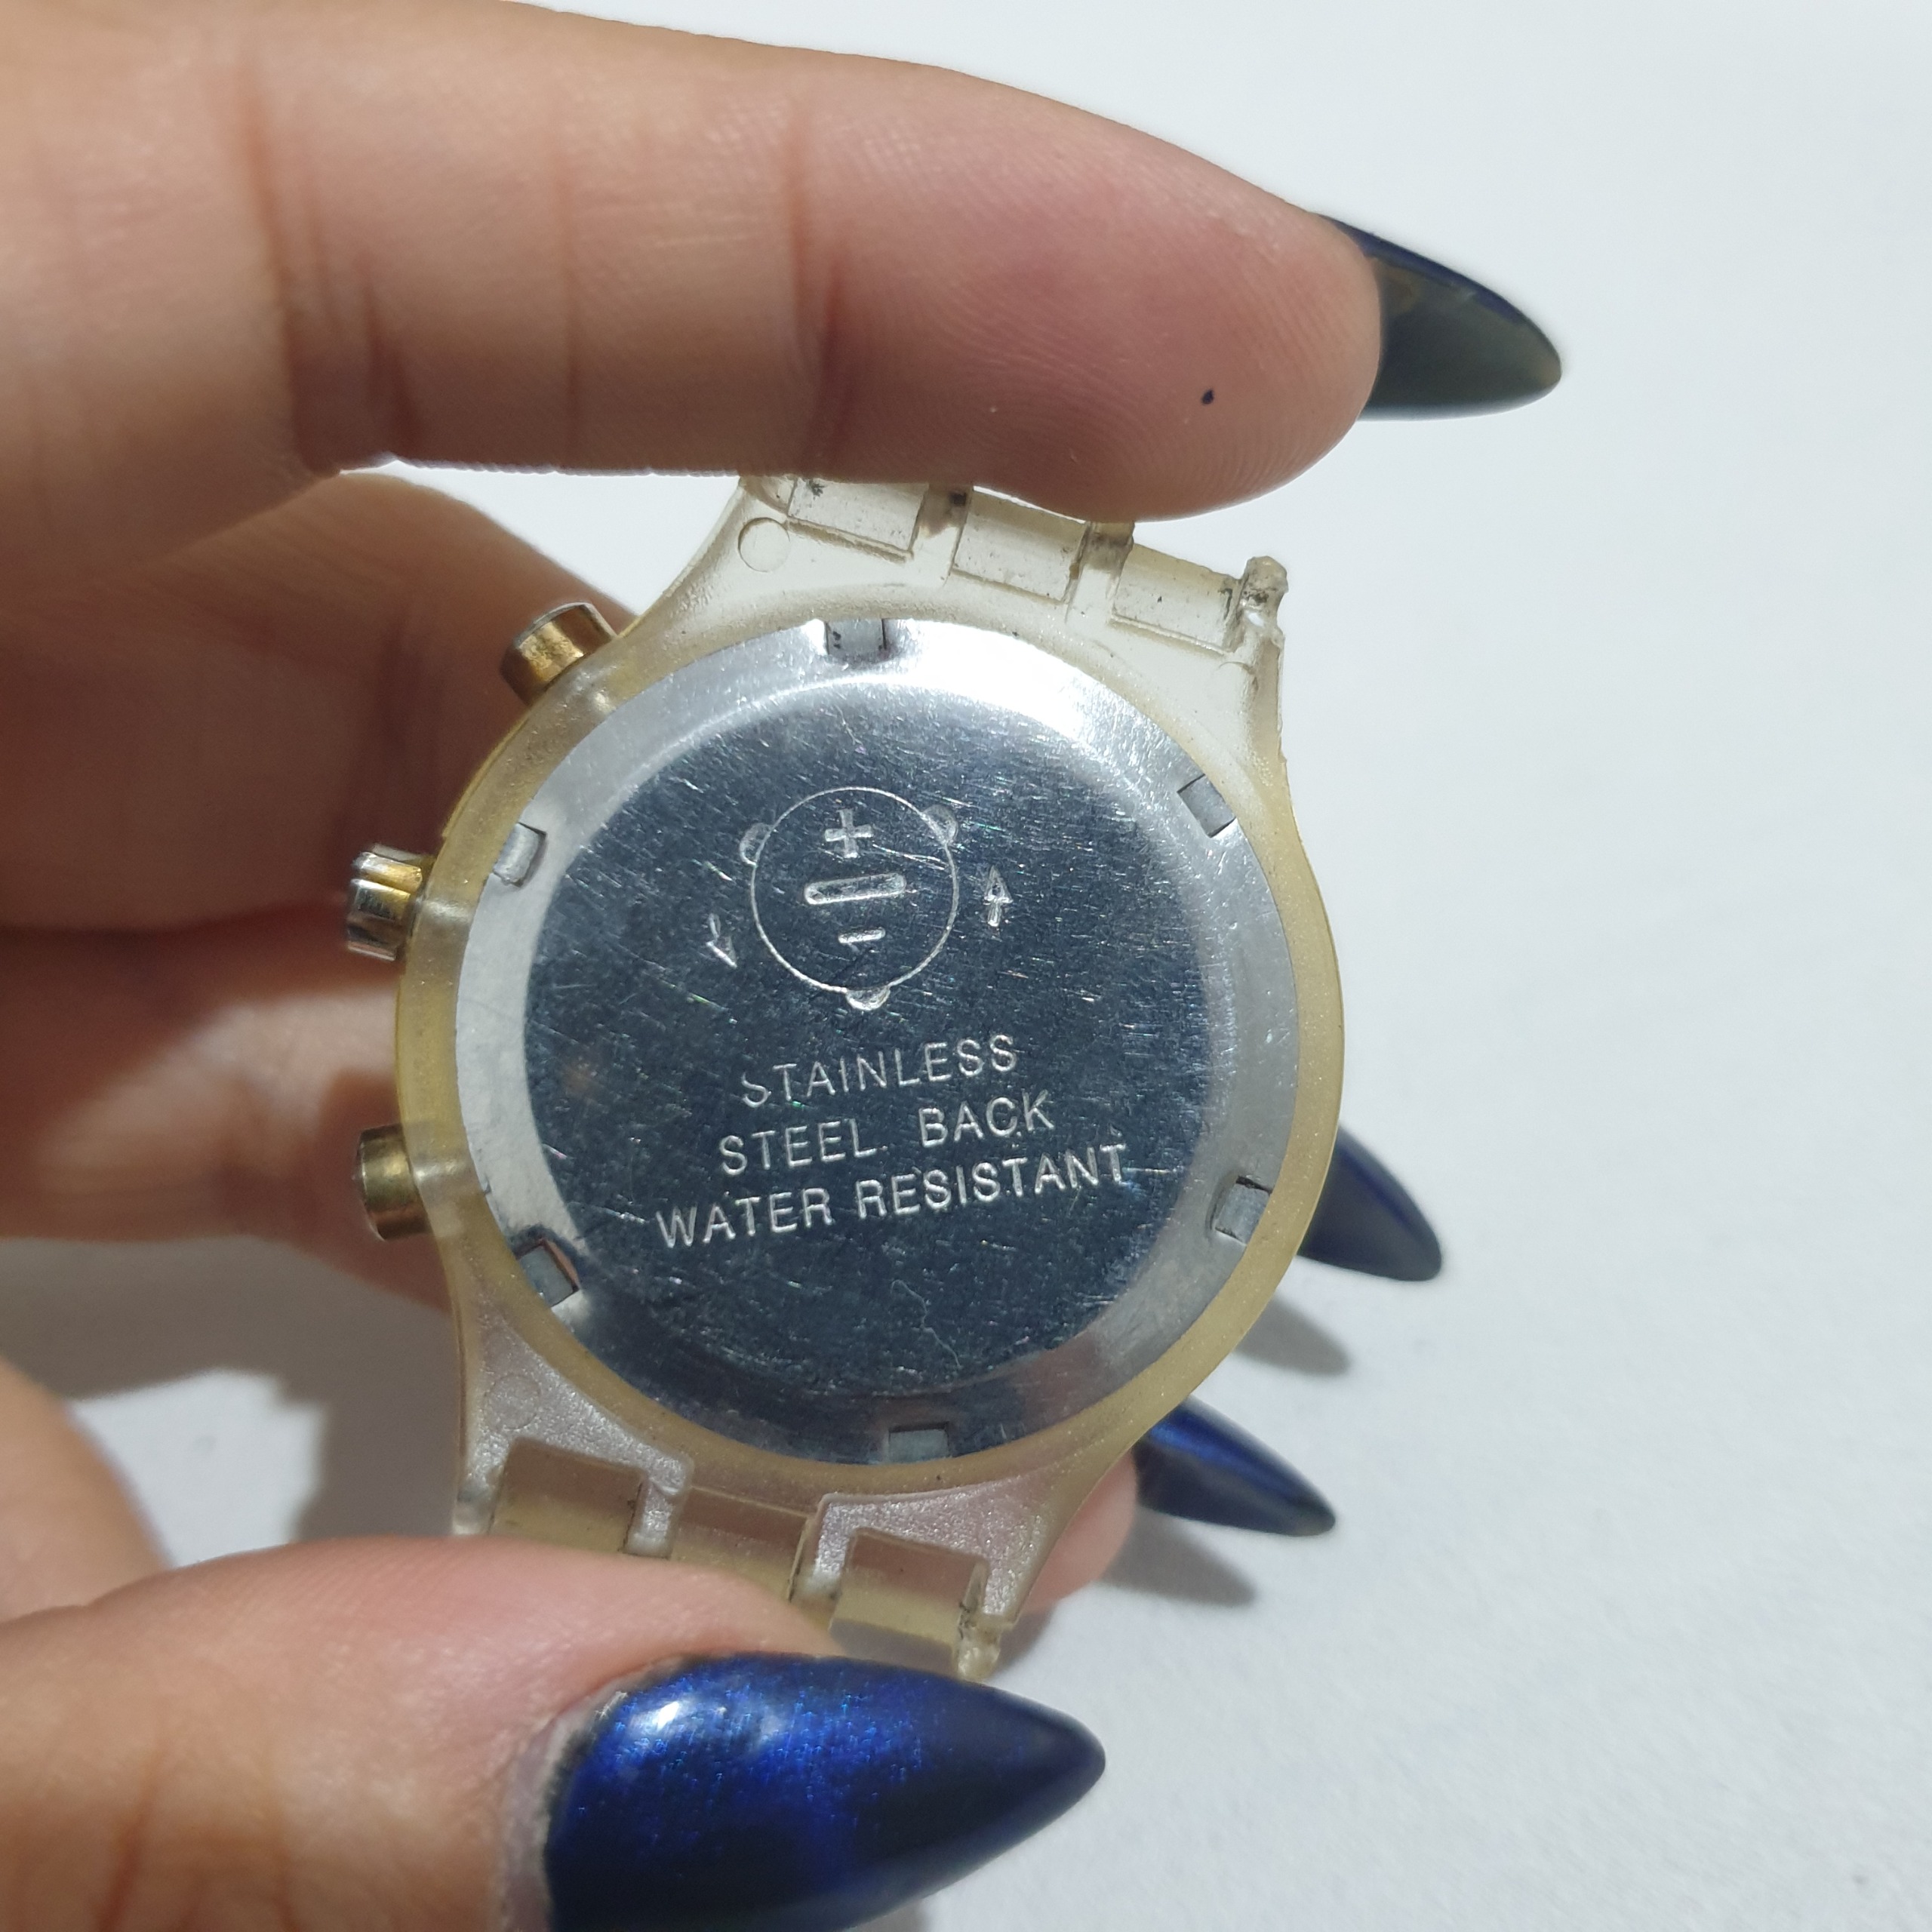 +
-
STAINLESS
STEEL BACK
WATER RESISTANT